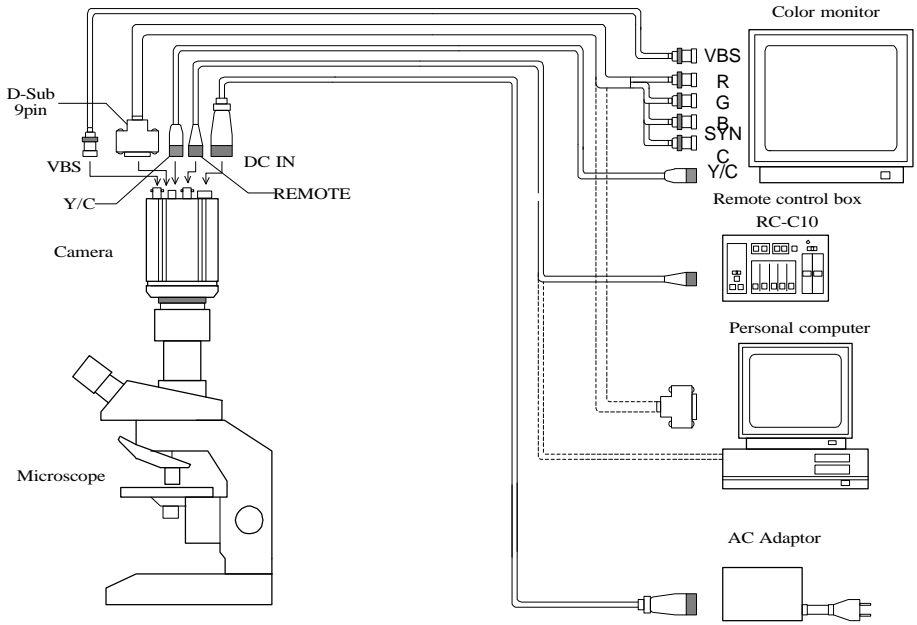 Color monitor
VBS
R
G
B
SYN
C
Y/C
D-Sub
9pin
VBS
DC IN
Y/C
REMOTE
Remote control box
RC-C10
Camera
Personal computer
Microscope
AC Adaptor